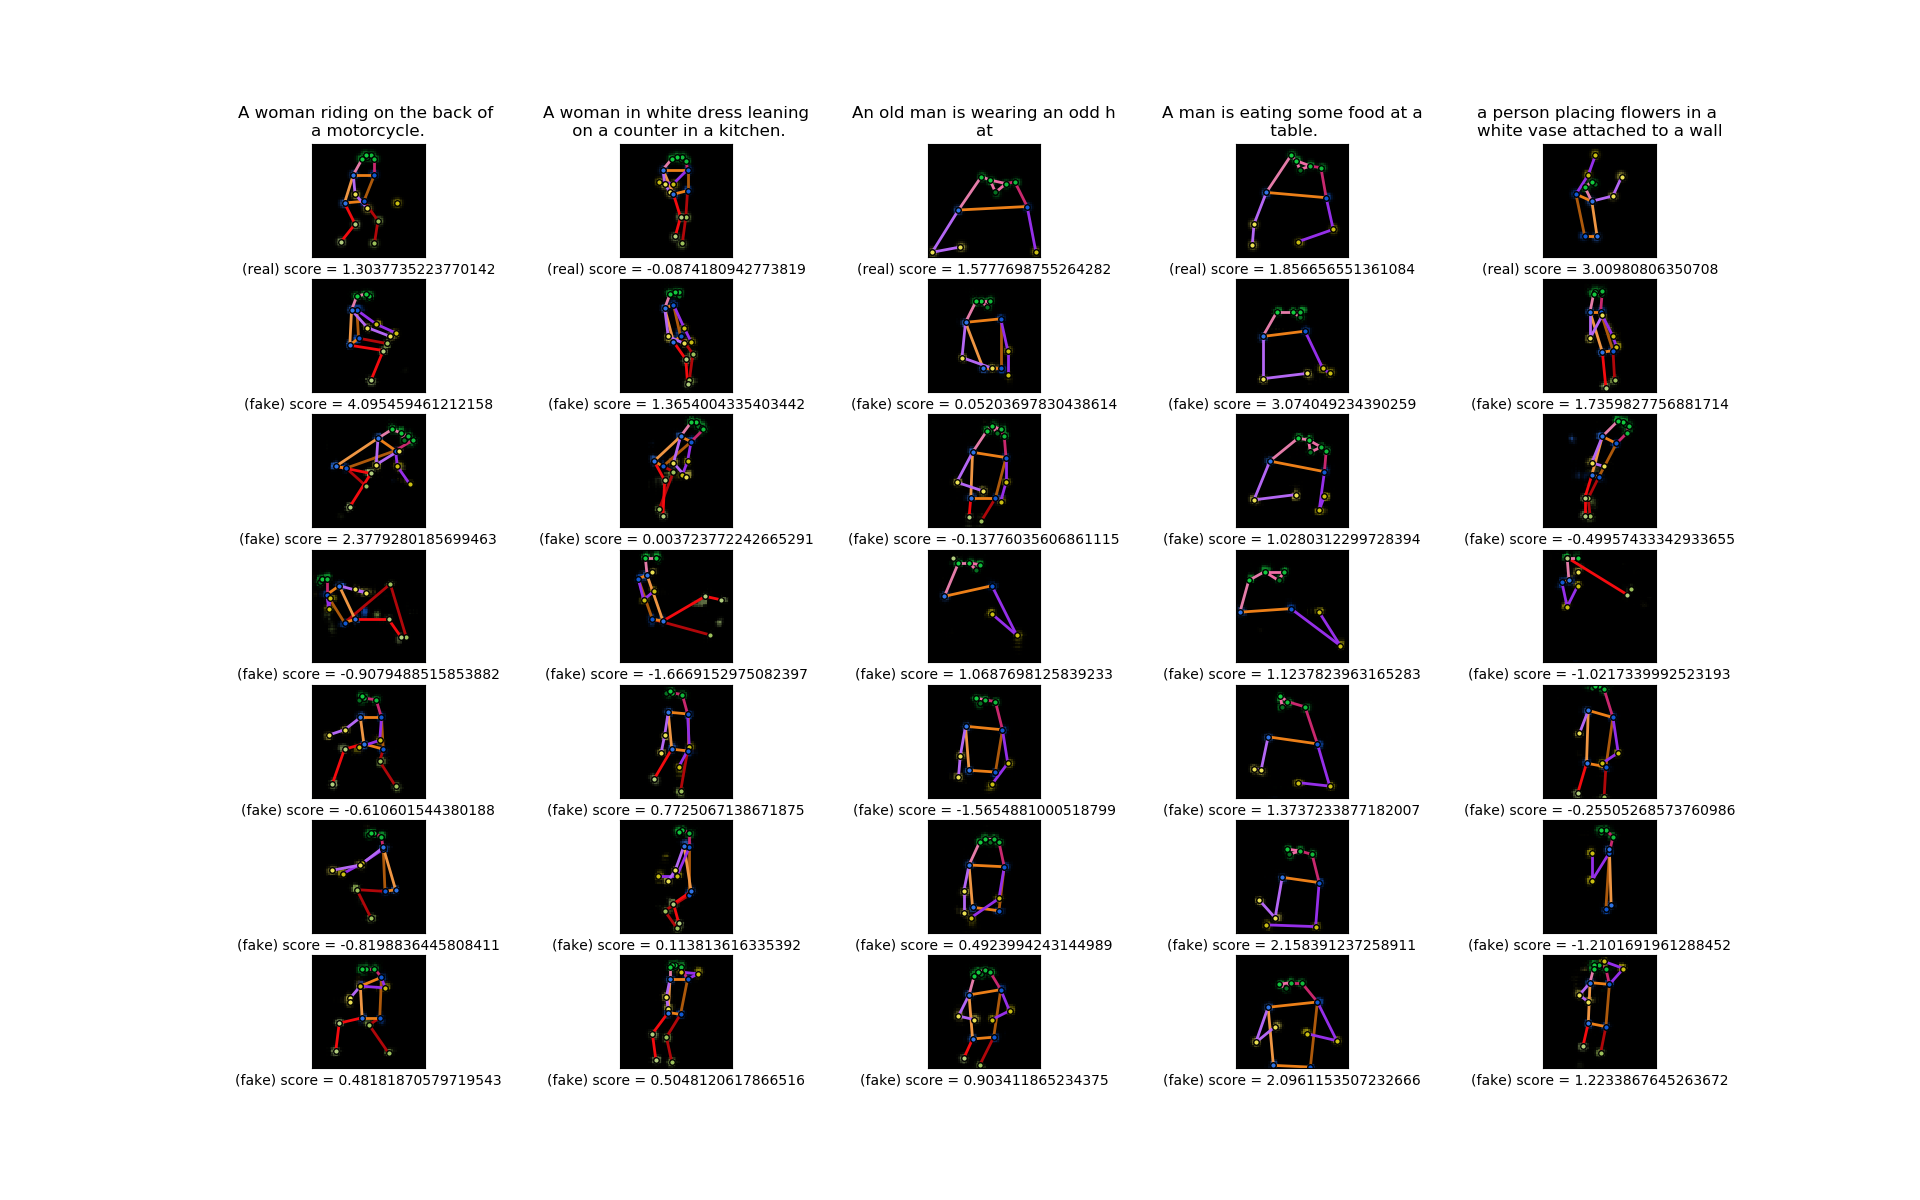 A woman riding on the back of
a motorcycle.
A woman in white dress leaning
on a counter in a kitchen.
An old man is wearing an odd h
at
A man is eating some food at a
table.
a person placing flowers in a
white vase attached to a wall
(real) score = 1.3037735223770142
(real) score = -0.0874180942773819
(real) score = 1.5777698755264282
(real) score = 1.856656551361084
(real) score = 3.00980806350708
(fake) score = 4.095459461212158
(fake) score = 1.3654004335403442
(fake) score = 0.05203697830438614
(fake) score = 3.074049234390259
(fake) score = 1.7359827756881714
(fake) score = 2.3779280185699463
(fake) score = 0.003723772242665291
(fake) score = -0.13776035606861115
(fake) score = 1.0280312299728394
(fake) score = -0.49957433342933655
(fake) score = -0.9079488515853882
(fake) score = -1.6669152975082397
(fake) score = 1.0687698125839233
(fake) score = 1.1237823963165283
(fake) score = -1.0217339992523193
(fake) score = -0.610601544380188
(fake) score = 0.7725067138671875
(fake) score = -1.5654881000518799
(fake) score = 1.3737233877182007
(fake) score = -0.25505268573760986
(fake) score = -0.8198836445808411
(fake) score = 0.113813616335392
(fake) score = 0.4923994243144989
(fake) score = 2.158391237258911
(fake) score = -1.2101691961288452
(fake) score = 0.48181870579719543
(fake) score = 0.5048120617866516
(fake) score = 0.903411865234375
(fake) score = 2.0961153507232666
(fake) score = 1.2233867645263672